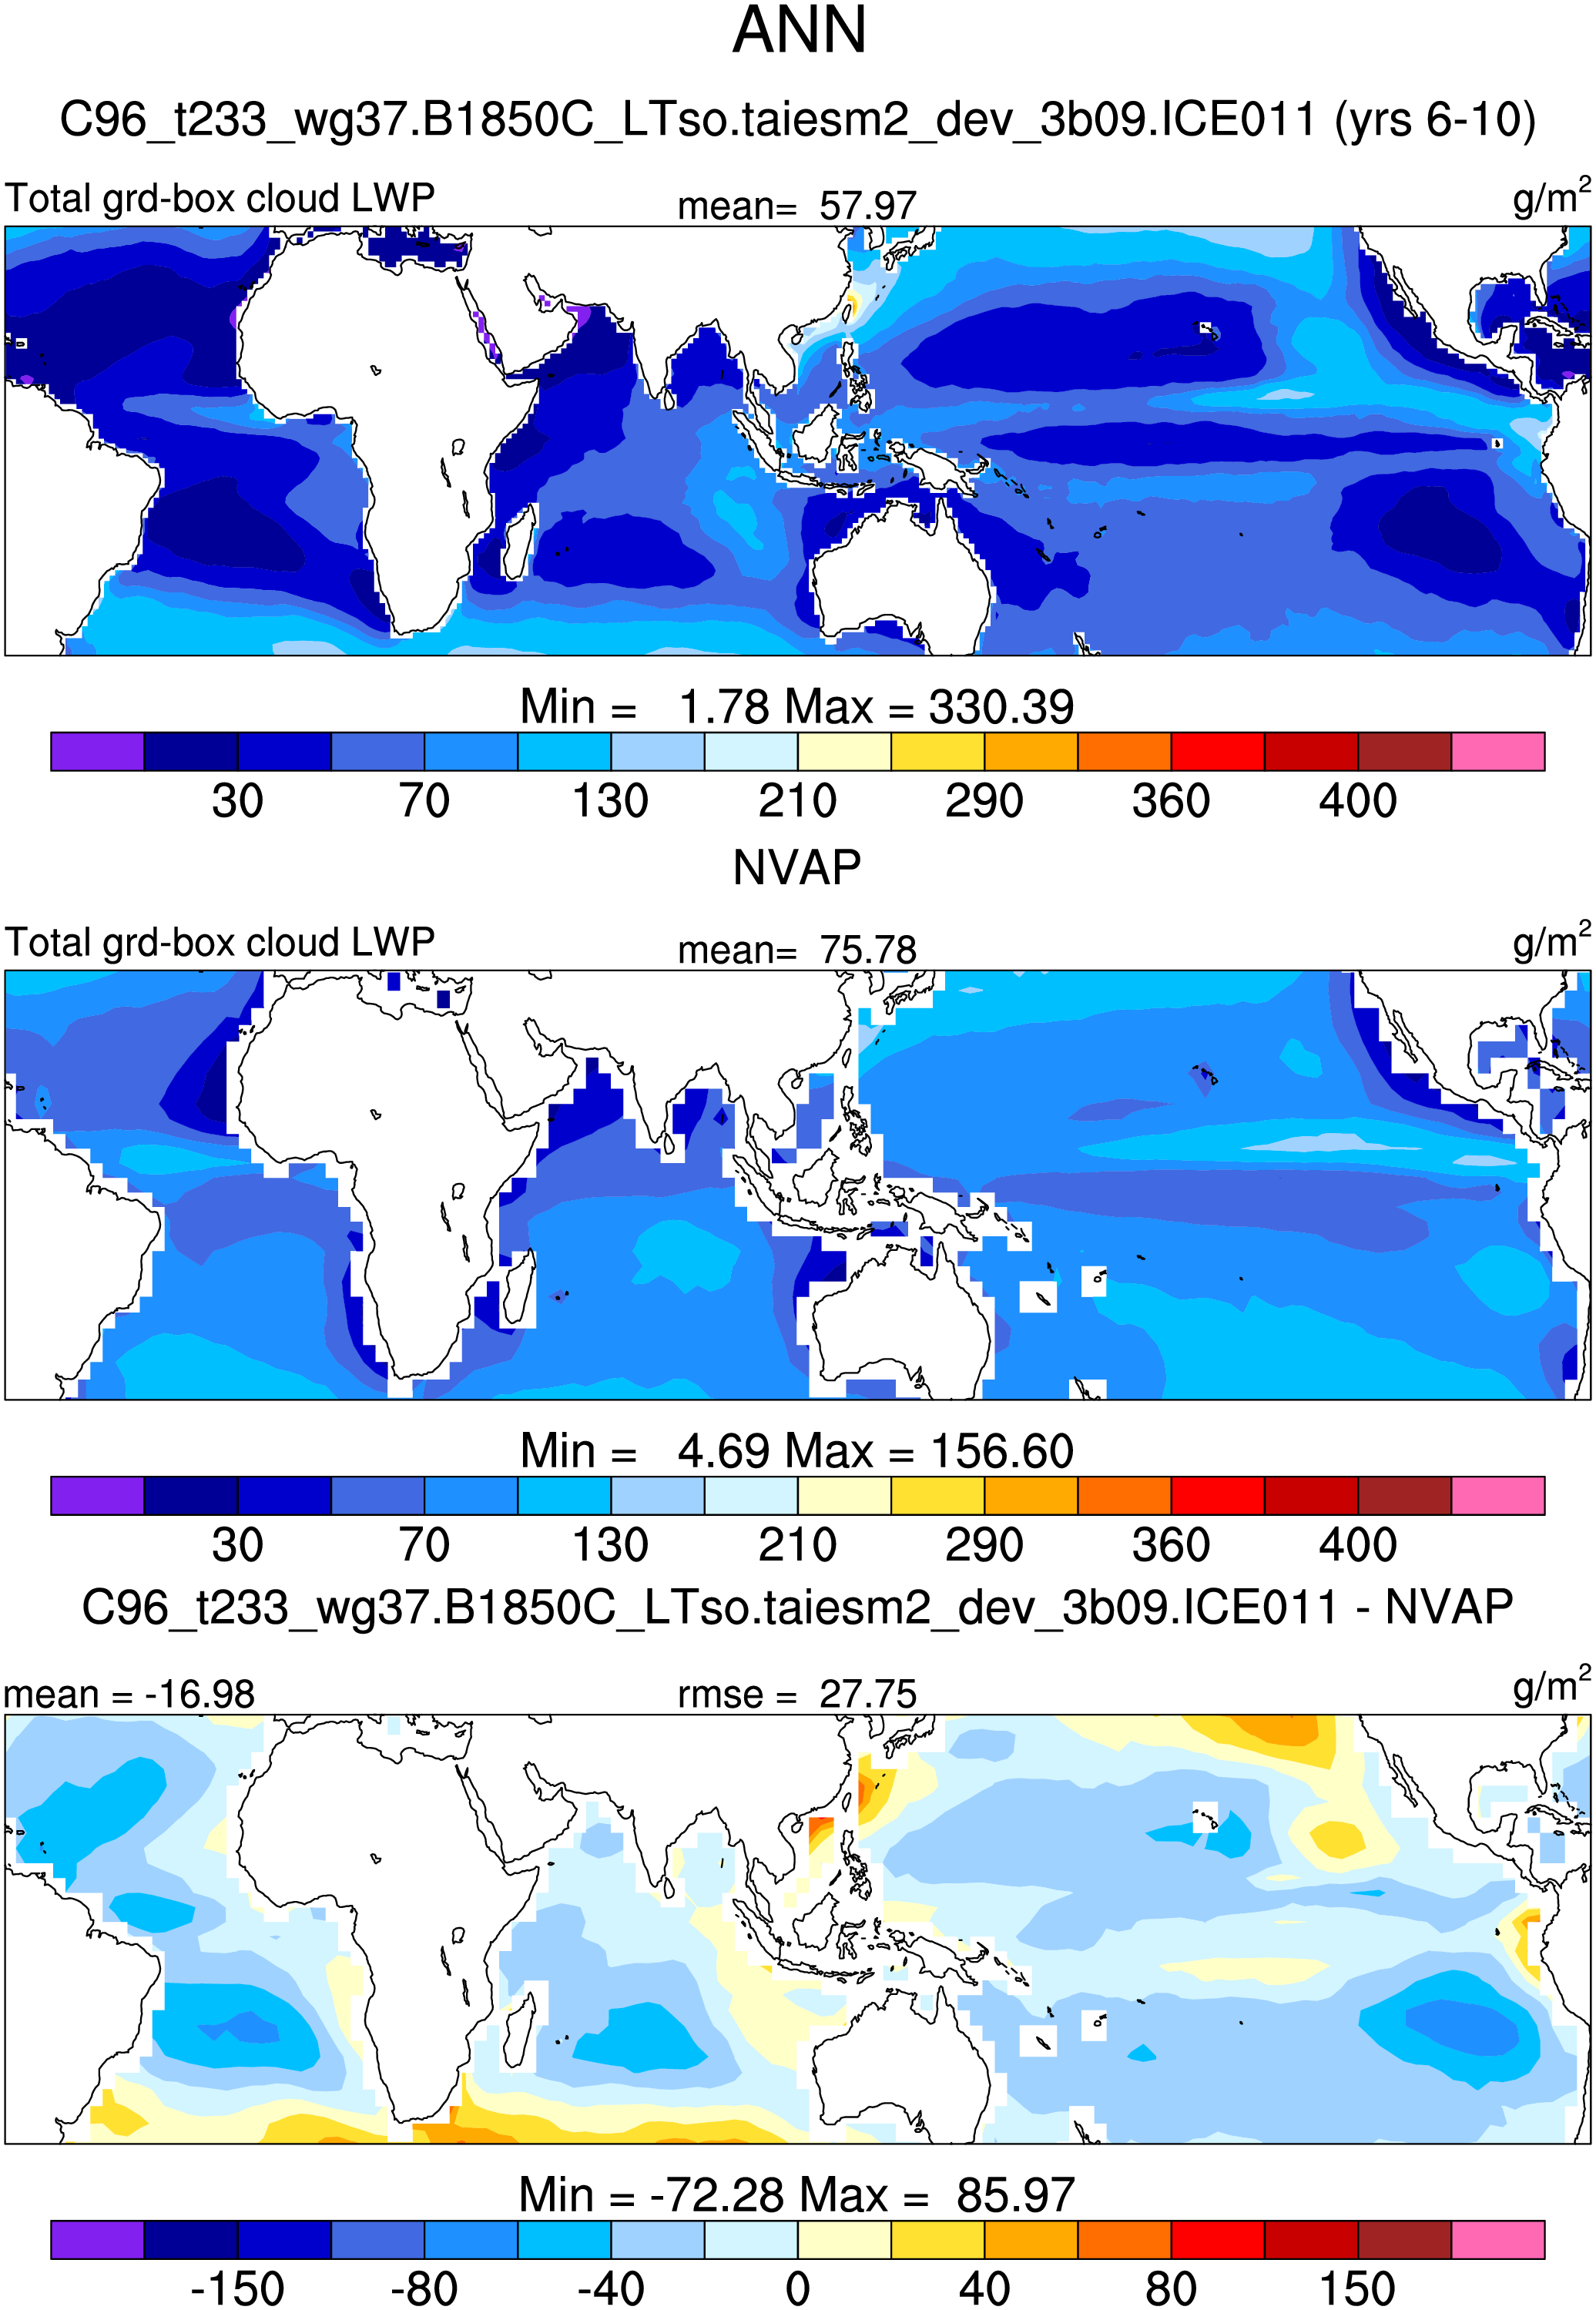 ANN
C96_t233_wg37.B1850C_LTso.taiesm2_dev_3b09.ICE011 (yrs 6-10)
Total grd-box cloud LWP mean= 57.97 g/m²
Min = 1.78 Max = 330.39
30 70 130 210 290 360 400
NVAP
Total grd-box cloud LWP mean= 75.78 g/m²
Min = 4.69 Max = 156.60
30 70 130 210 290 360 400
C96_t233_wg37.B1850C_LTso.taiesm2_dev_3b09.ICE011 - NVAP
mean = -16.98 rmse = 27.75 g/m²
Min = -72.28 Max = 85.97
-150 -80 -40 0 40 80 150